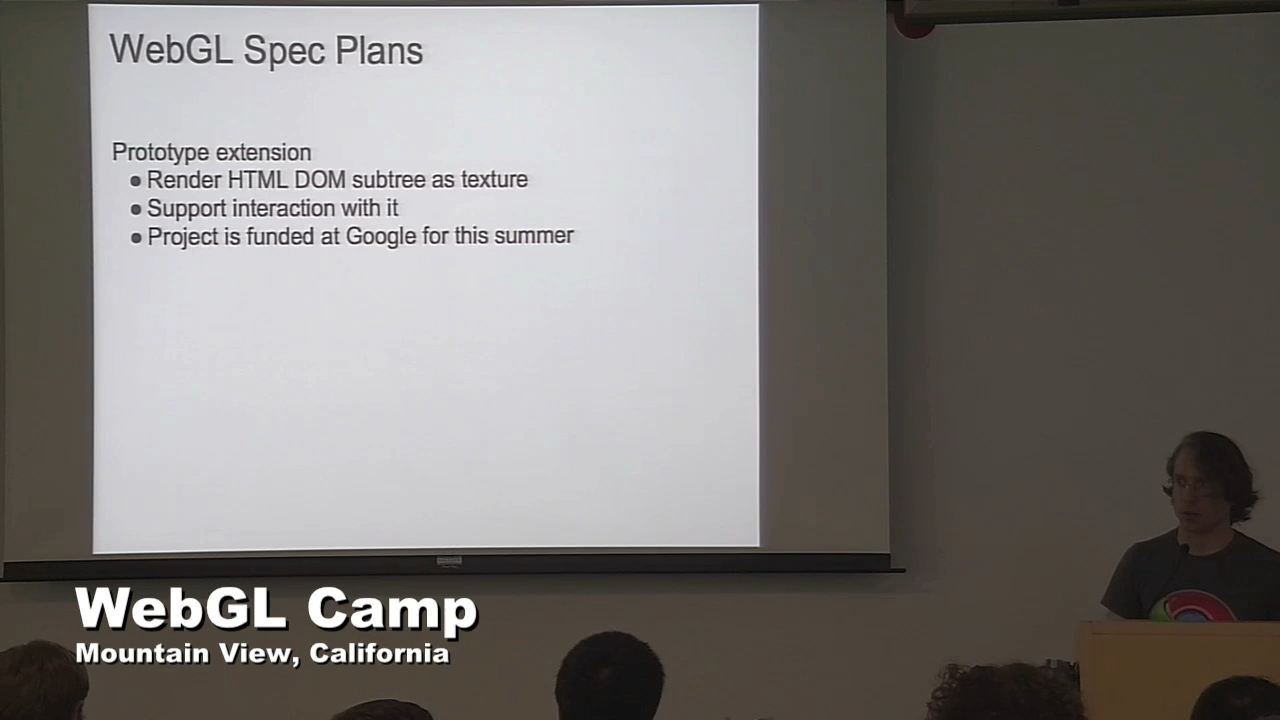 WebGL Spec Plans
Prototype extension
● Render HTML DOM subtree as texture
● Support interaction with it
● Project is funded at Google for this summer
WebGL Camp
Mountain View, California